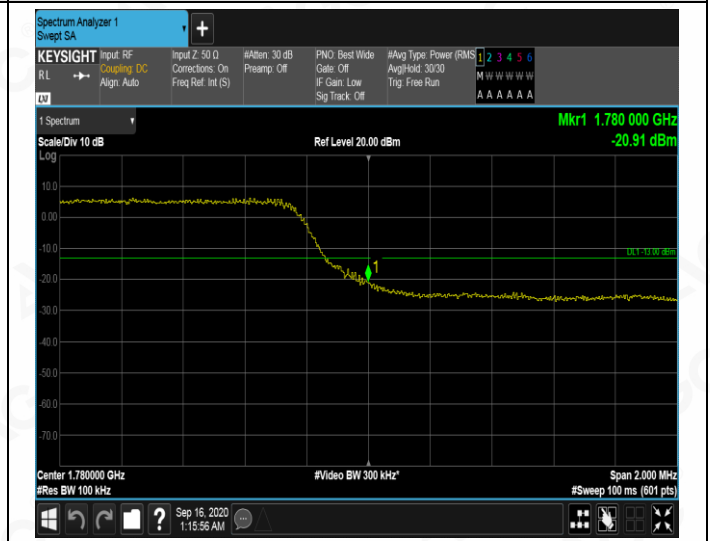 Spectrum Analyzer 1
Swept SA
+
KEYSIGHT
RL
LXI
Input: RF
Coupling: DC
Align: Auto
Input Z: 50 Ω
Corrections: On
Freq Ref: Int (S)
#Atten: 30 dB
Preamp: Off
PNO: Best Wide
Gate: Off
IF Gain: Low
Sig Track: Off
#Avg Type: Power (RMS
Avg|Hold: 30/30
Trig: Free Run
1 2 3 4 5 6
M W W W W W
A A A A A A
1 Spectrum
Scale/Div 10 dB
Ref Level 20.00 dBm
Mkr1 1.780 000 GHz
-20.91 dBm
Log
10.0
0.00
-10.0
-20.0
-30.0
-40.0
-50.0
-60.0
-70.0
DL1 -13.00 dBm
1
Center 1.780000 GHz
#Res BW 100 kHz
#Video BW 300 kHz*
Span 2.000 MHz
#Sweep 100 ms (601 pts)
?
Sep 16, 2020
1:15:56 AM